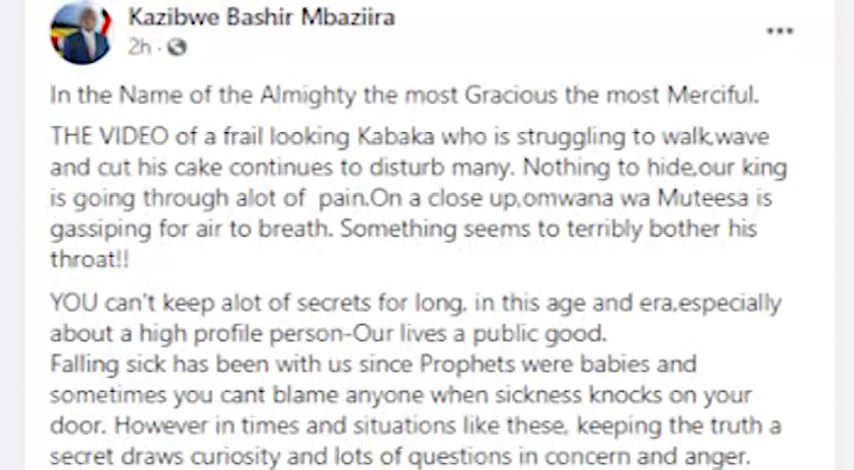 Kazibwe Bashir Mbaziira
2h ·
In the Name of the Almighty the most Gracious the most Merciful.
THE VIDEO of a frail looking Kabaka who is struggling to walk,wave
and cut his cake continues to disturb many. Nothing to hide,our king
is going through alot of  pain.On a close up,omwana wa Muteesa is
gassiping for air to breath. Something seems to terribly bother his
throat!!
YOU can't keep alot of secrets for long, in this age and era,especially
about a high profile person-Our lives a public good.
Falling sick has been with us since Prophets were babies and
sometimes you cant blame anyone when sickness knocks on your
door. However in times and situations like these, keeping the truth a
secret draws curiosity and lots of questions in concern and anger.